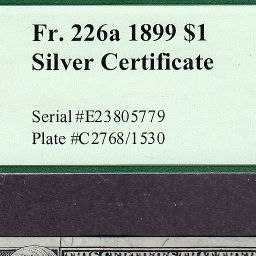 Fr. 226a 1899 $1
Silver Certificate
Serial #E23805779
Plate #C2768/1530